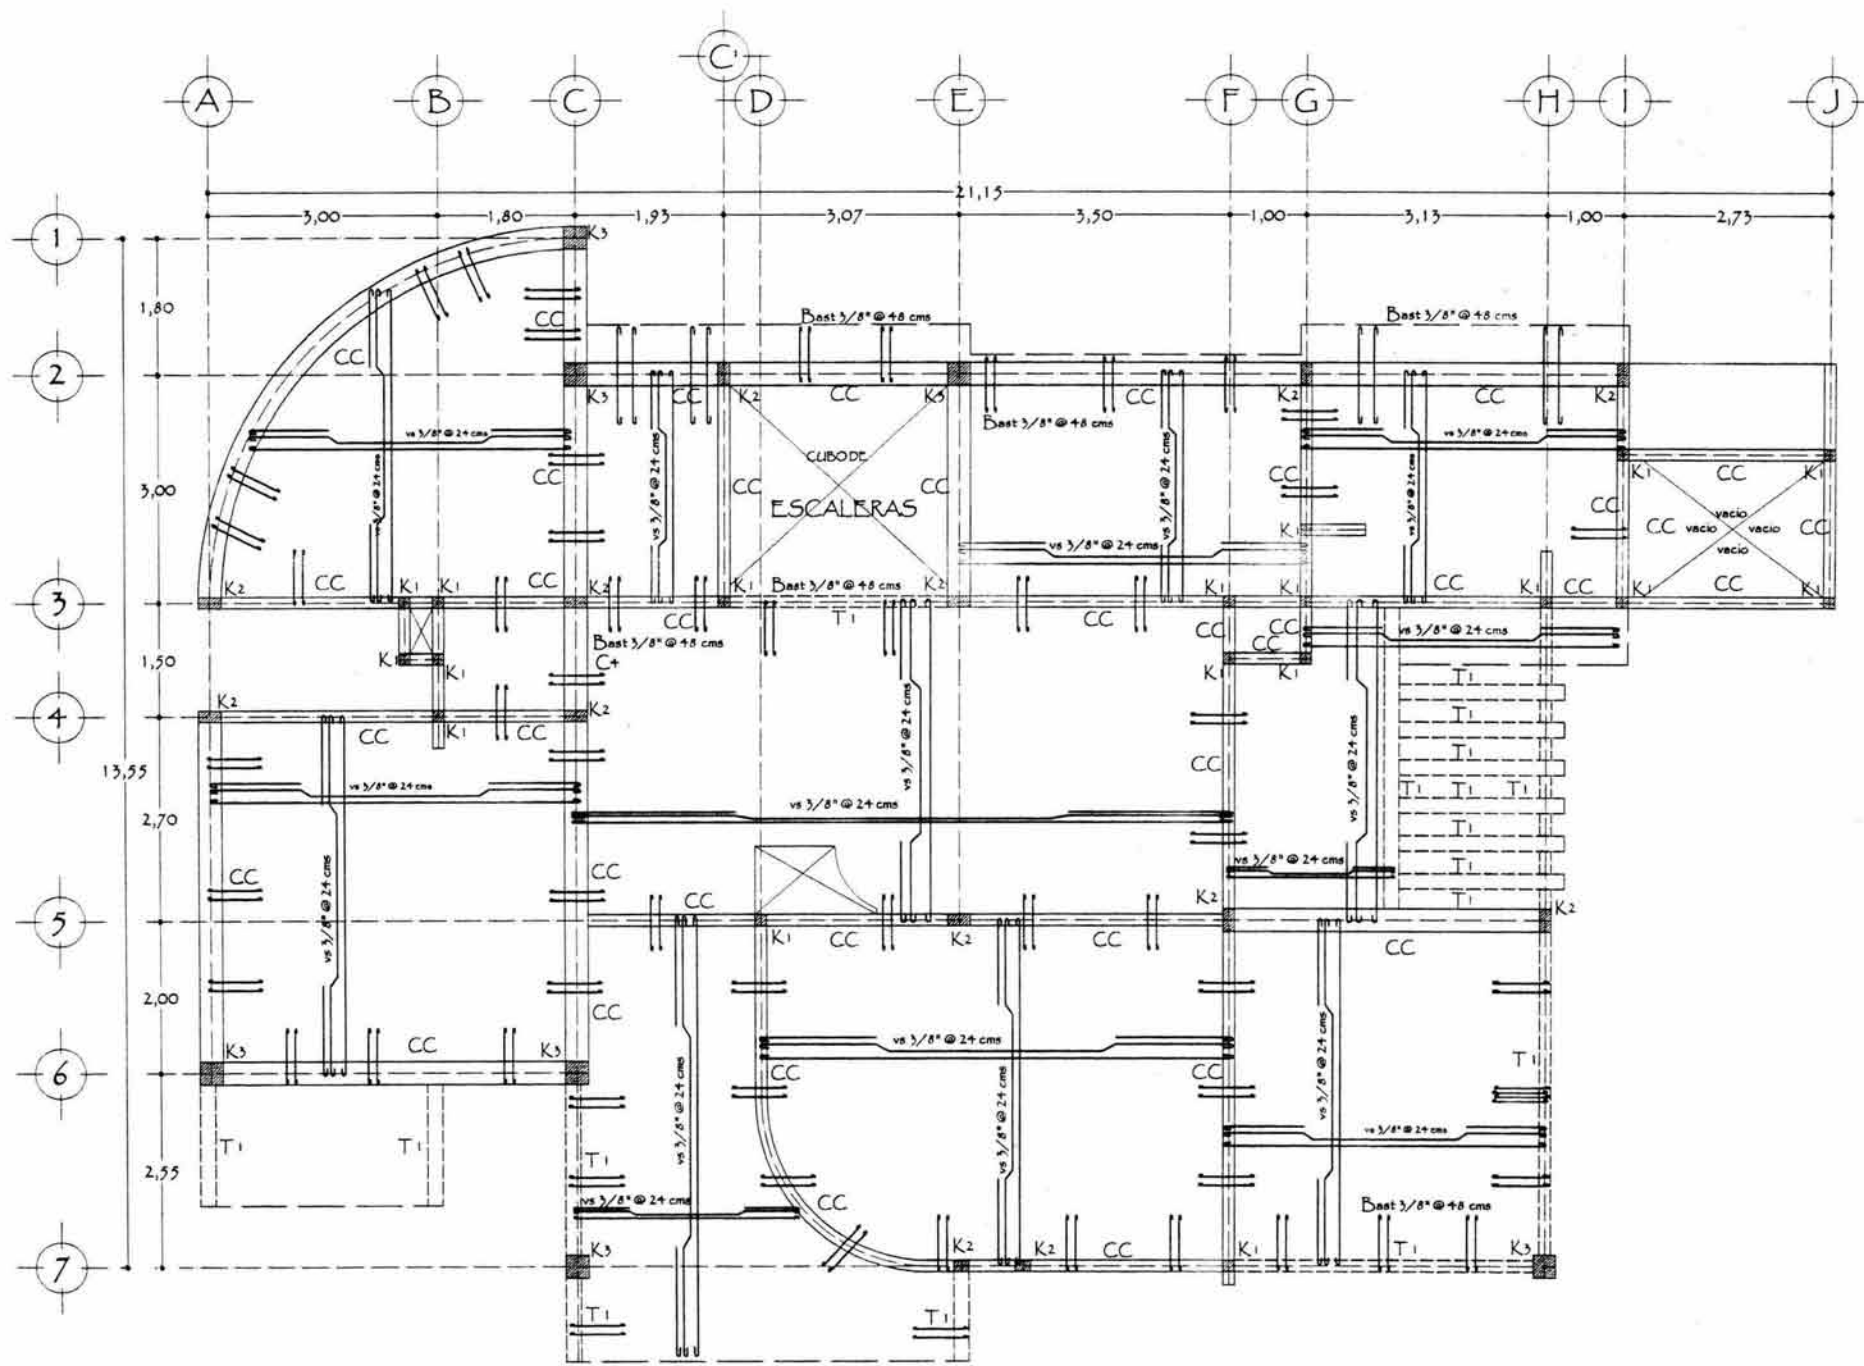 C'
A B C D E F G H I J
21,15
3,00 1,80 1,93 3,07 3,50 1,00 3,13 1,00 2,73
1 K3
1,80
CC Bast 3/8" @ 48 cms Bast 3/8" @ 48 cms
CC
2
K3 CC K2 CC K3 CC K2 CC K2
Bast 3/8" @ 48 cms
vs 3/8" @ 24 cms vs 3/8" @ 24 cms
CUBO DE
CC CC CC CC K1 CC K1
3,00 vs 3/8" @ 24 cms vs 3/8" @ 24 cms vs 3/8" @ 24 cms vs 3/8" @ 24 cms
ESCALERAS
CC vacio
CC vacio vacio CC
vacio
K1
vs 3/8" @ 24 cms
K2 CC K1 K1 CC K2 K1 Bast 3/8" @ 48 cms K2 K1 K1 CC K1 CC K1 CC K1
3
CC T1 CC
CC CC vs 3/8" @ 24 cms
Bast 3/8" @ 48 cms CC
1,50 K1 K1 C4 K1 K1 T1
K2 K2
4 T1
CC K1 CC T1
vs 3/8" @ 24 cms vs 3/8" @ 24 cms
T1
CC
13,55 vs 3/8" @ 24 cms T1 T1 T1
vs 3/8" @ 24 cms
2,70 T1
vs 3/8" @ 24 cms T1
CC CC
vs 3/8" @ 24 cms
CC K2 T1 K2
5
K1 CC K2 CC CC
2,00
CC
vs 3/8" @ 24 cms
K3 CC K3 T1
6 CC CC
vs 3/8" @ 24 cms vs 3/8" @ 24 cms vs 3/8" @ 24 cms
vs 3/8" @ 24 cms
T1 T1 T1
2,55
vs 3/8" @ 24 cms CC Bast 3/8" @ 48 cms
7 K3 K2 K2 CC K1 T1 K3
T1 T1